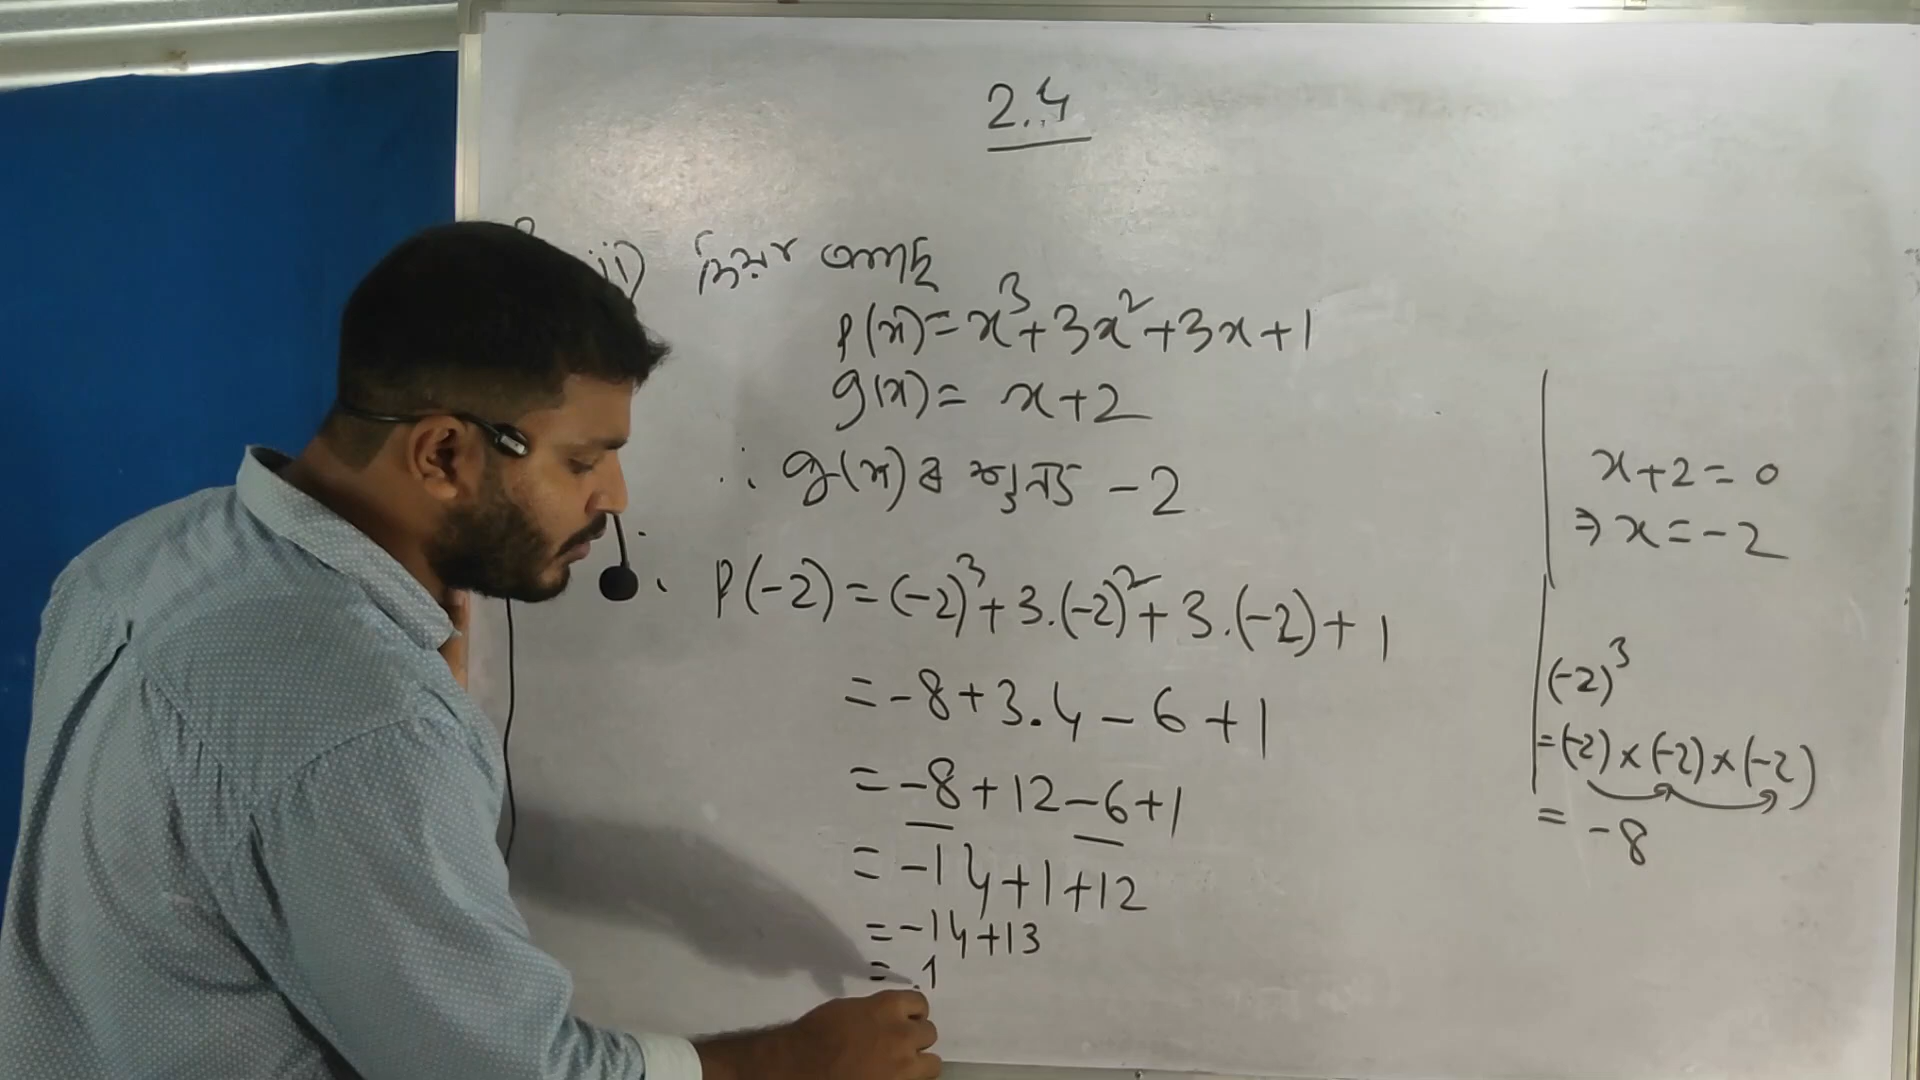 2.4
ii) দিয়া আছে
p(x) = x³ + 3x² + 3x + 1
g(x) = x + 2
∴ g(x) ৰ শূন্যক -2
∴ p(-2) = (-2)³ + 3.(-2)² + 3.(-2) + 1
= -8 + 3.4 - 6 + 1
= -8 + 12 - 6 + 1
= -14 + 1 + 12
= -14 + 13
= 1
x + 2 = 0
⇒ x = -2
(-2)³
= (-2) × (-2) × (-2)
= -8